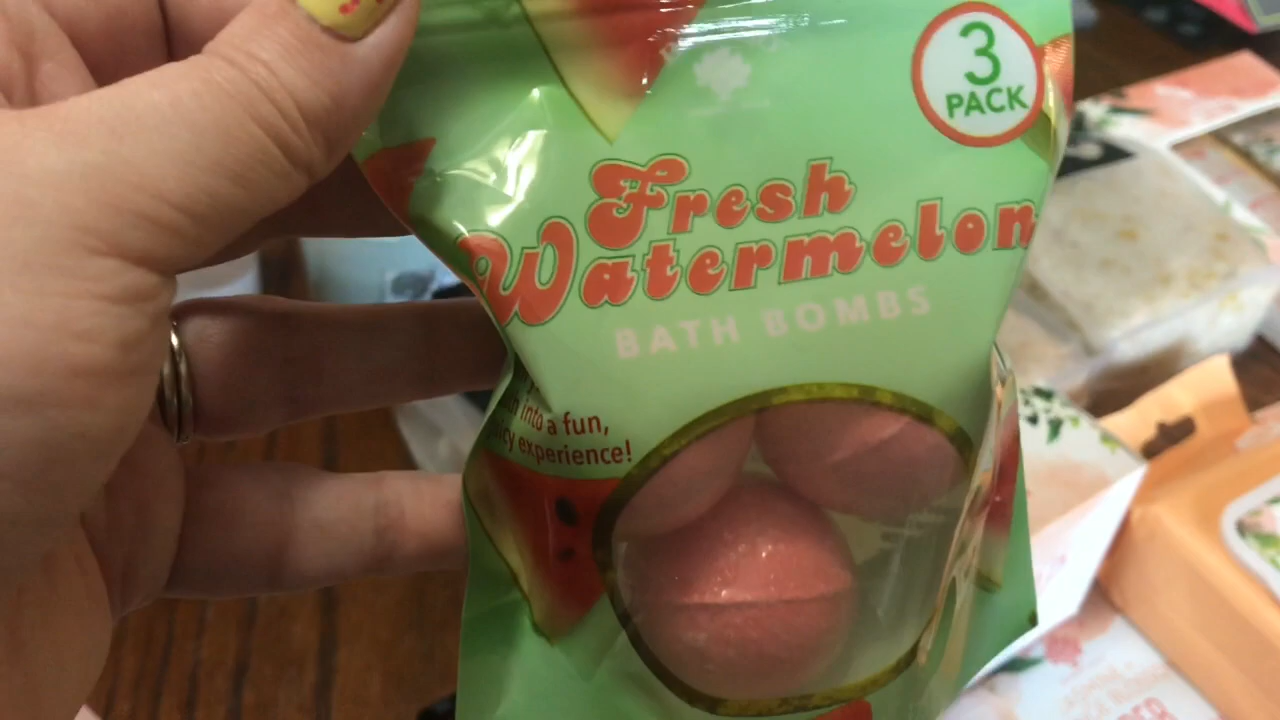 3
PACK
Fresh
Watermelon
BATH BOMBS
into a fun,
experience!